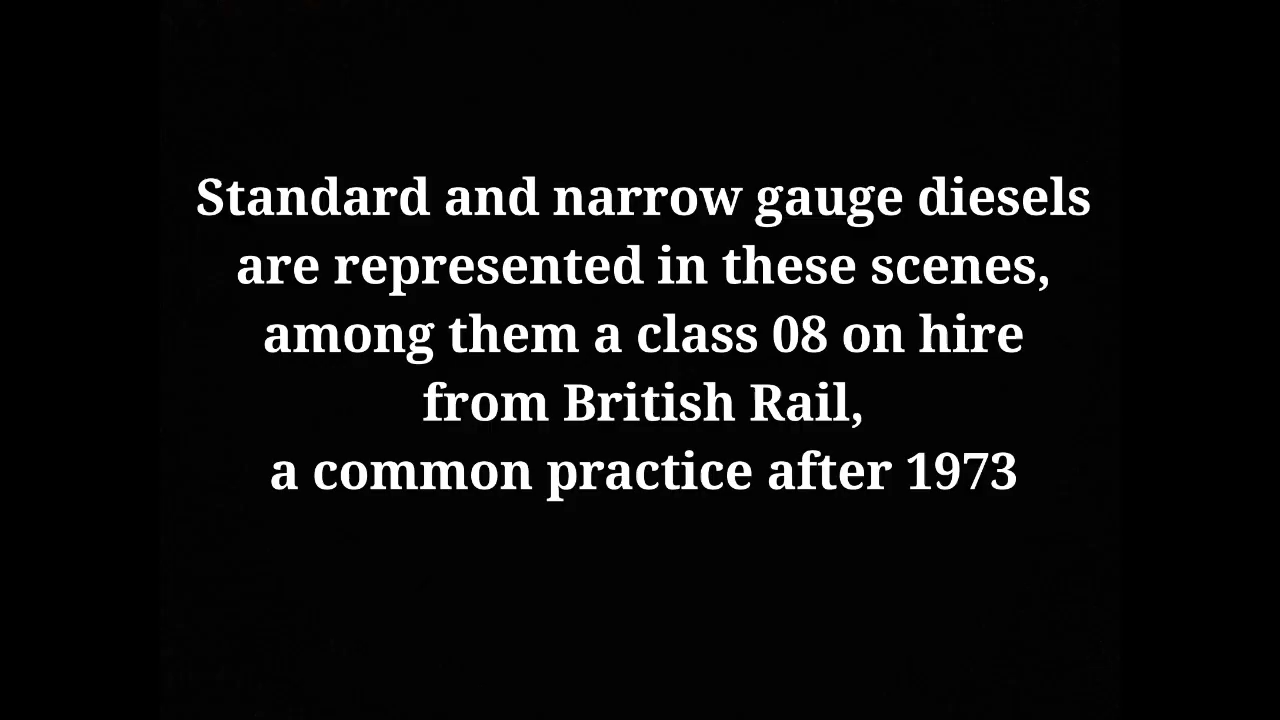 Standard and narrow gauge diesels
are represented in these scenes,
among them a class 08 on hire
from British Rail,
a common practice after 1973